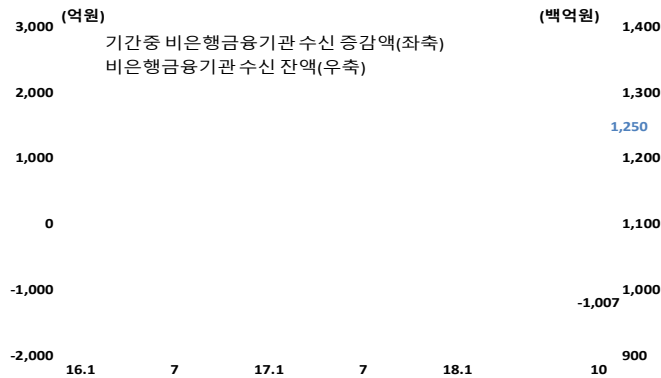 (억원) (백억원)
3,000 1,400
기간중 비은행금융기관 수신 증감액(좌축)
비은행금융기관 수신 잔액(우축)
2,000 1,300
1,250
1,000 1,200
0 1,100
-1,000 1,000
-1,007
-2,000 900
16.1 7 17.1 7 18.1 10